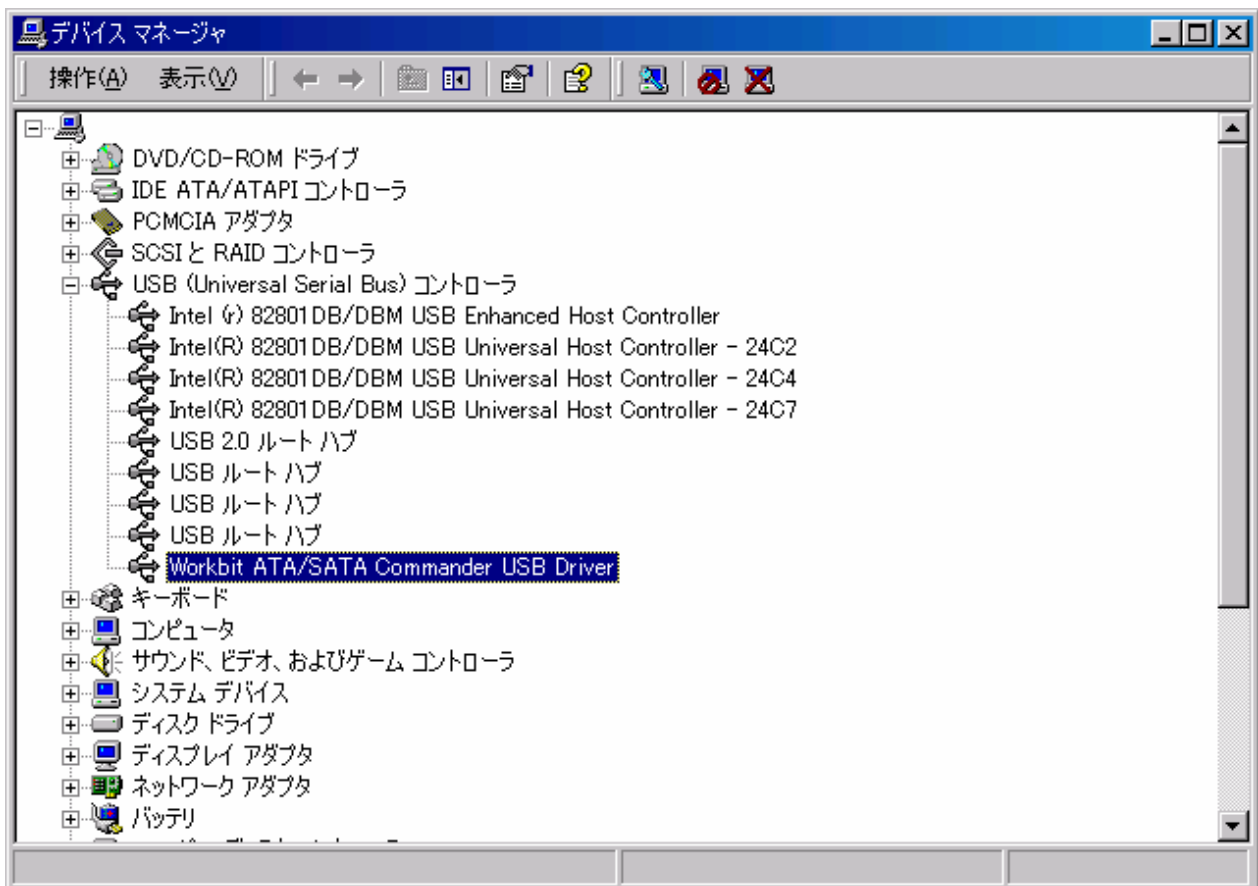 デバイス マネージャ
操作(A) 表示(V)
DVD/CD-ROM ドライブ
IDE ATA/ATAPI コントローラ
PCMCIA アダプタ
SCSI と RAID コントローラ
USB (Universal Serial Bus) コントローラ
Intel (r) 82801DB/DBM USB Enhanced Host Controller
Intel(R) 82801DB/DBM USB Universal Host Controller - 24C2
Intel(R) 82801DB/DBM USB Universal Host Controller - 24C4
Intel(R) 82801DB/DBM USB Universal Host Controller - 24C7
USB 2.0 ルート ハブ
USB ルート ハブ
USB ルート ハブ
USB ルート ハブ
Workbit ATA/SATA Commander USB Driver
キーボード
コンピュータ
サウンド、ビデオ、およびゲーム コントローラ
システム デバイス
ディスク ドライブ
ディスプレイ アダプタ
ネットワーク アダプタ
バッテリ